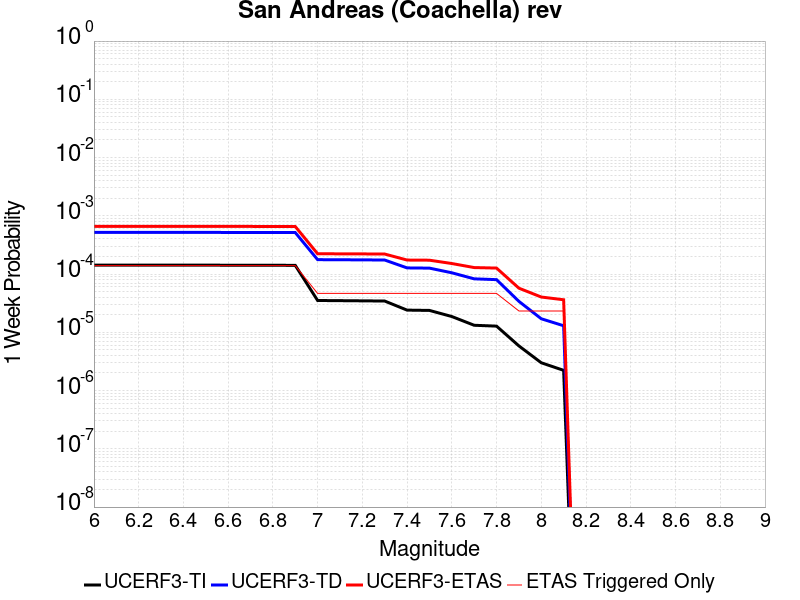 San Andreas (Coachella) rev
10^0
10^-1
10^-2
10^-3
10^-4
10^-5
10^-6
10^-7
10^-8
1 Week Probability
6 6.2 6.4 6.6 6.8 7 7.2 7.4 7.6 7.8 8 8.2 8.4 8.6 8.8 9
Magnitude
UCERF3-TI UCERF3-TD UCERF3-ETAS ETAS Triggered Only